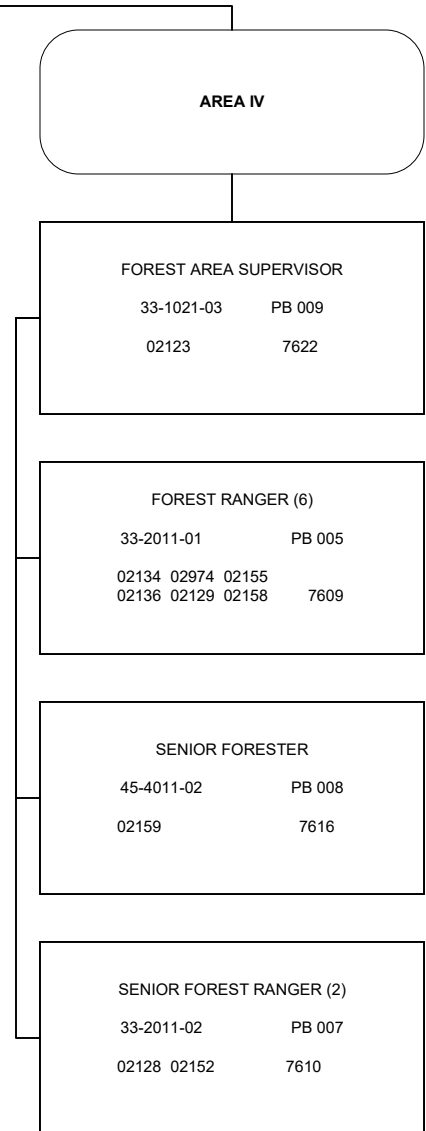 AREA IV
FOREST AREA SUPERVISOR
33-1021-03 PB 009
02123 7622
FOREST RANGER (6)
33-2011-01 PB 005
02134 02974 02155
02136 02129 02158 7609
SENIOR FORESTER
45-4011-02 PB 008
02159 7616
SENIOR FOREST RANGER (2)
33-2011-02 PB 007
02128 02152 7610